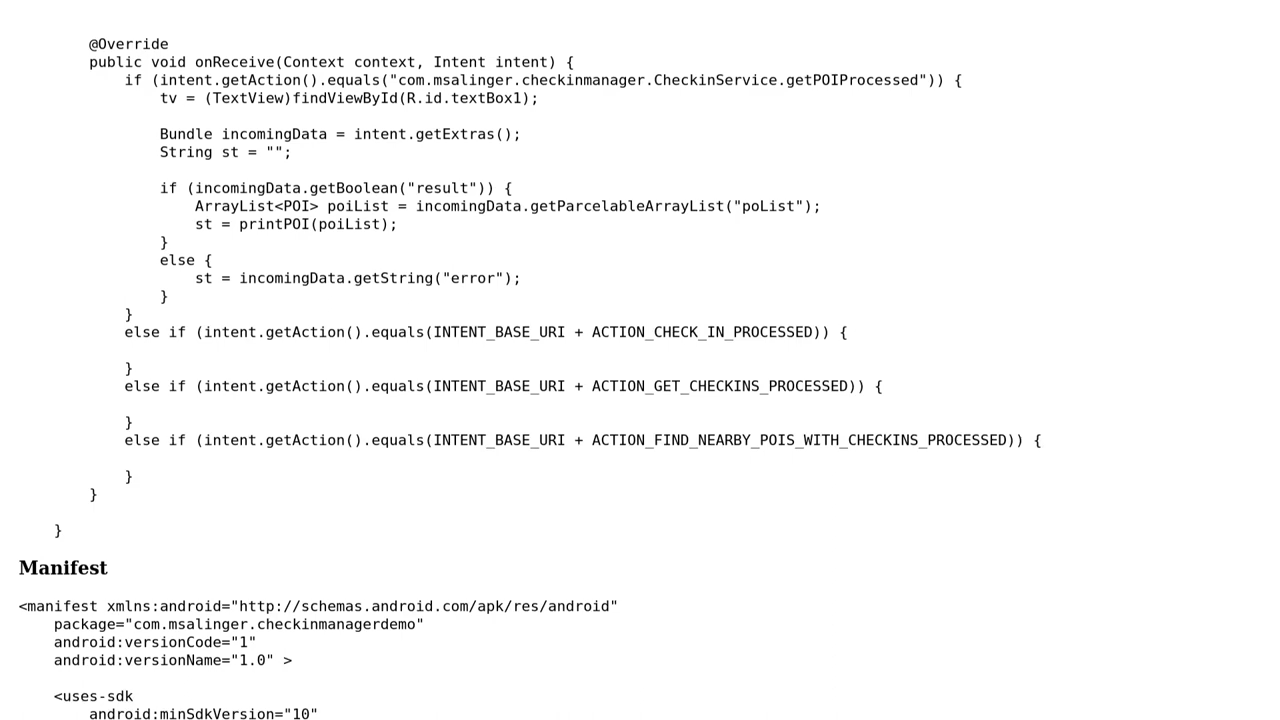 @Override
public void onReceive(Context context, Intent intent) {
if (intent.getAction().equals("com.msalinger.checkinmanager.CheckinService.getPOIProcessed")) {
tv = (TextView)findViewById(R.id.textBox1);
Bundle incomingData = intent.getExtras();
String st = "";
if (incomingData.getBoolean("result")) {
ArrayList<POI> poiList = incomingData.getParcelableArrayList("poList");
st = printPOI(poiList);
}
else {
st = incomingData.getString("error");
}
}
else if (intent.getAction().equals(INTENT_BASE_URI + ACTION_CHECK_IN_PROCESSED)) {
}
else if (intent.getAction().equals(INTENT_BASE_URI + ACTION_GET_CHECKINS_PROCESSED)) {
}
else if (intent.getAction().equals(INTENT_BASE_URI + ACTION_FIND_NEARBY_POIS_WITH_CHECKINS_PROCESSED)) {
}
}
}
Manifest
<manifest xmlns:android="http://schemas.android.com/apk/res/android"
package="com.msalinger.checkinmanagerdemo"
android:versionCode="1"
android:versionName="1.0" >
<uses-sdk
android:minSdkVersion="10"